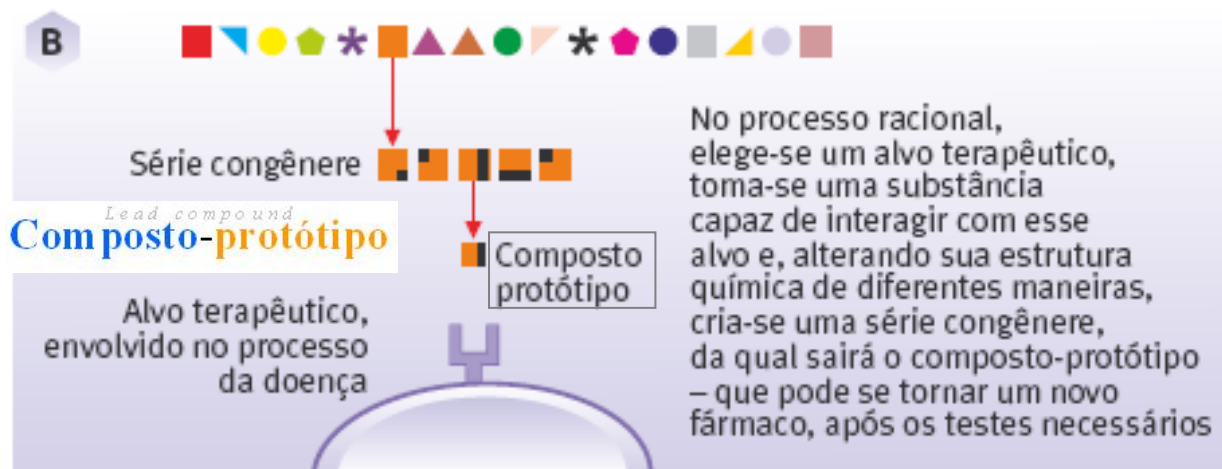 B
Série congênere
Lead compound
Composto-protótipo
Composto
protótipo
Alvo terapêutico,
envolvido no processo
da doença
No processo racional,
elege-se um alvo terapêutico,
toma-se uma substância
capaz de interagir com esse
alvo e, alterando sua estrutura
química de diferentes maneiras,
cria-se uma série congênere,
da qual sairá o composto-protótipo
– que pode se tornar um novo
fármaco, após os testes necessários